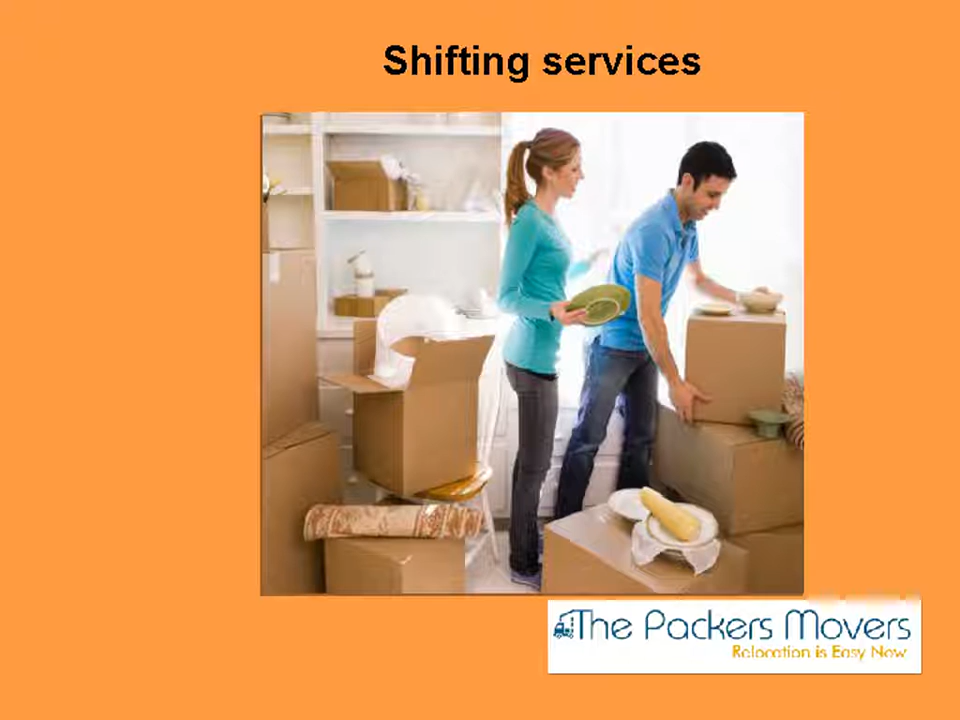 Shifting services
The Packers Movers
Relocation is Easy Now